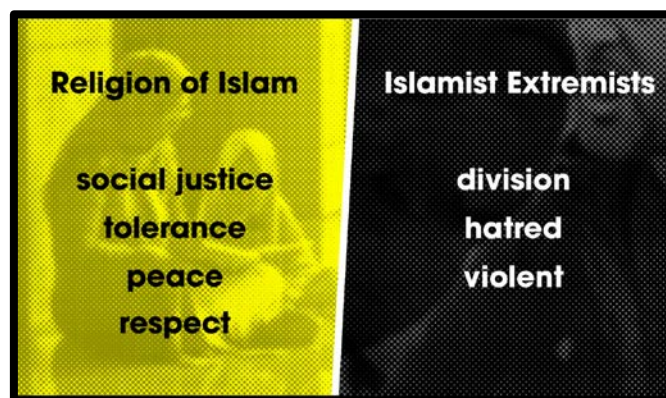 Religion of Islam
social justice
tolerance
peace
respect
Islamist Extremists
division
hatred
violent